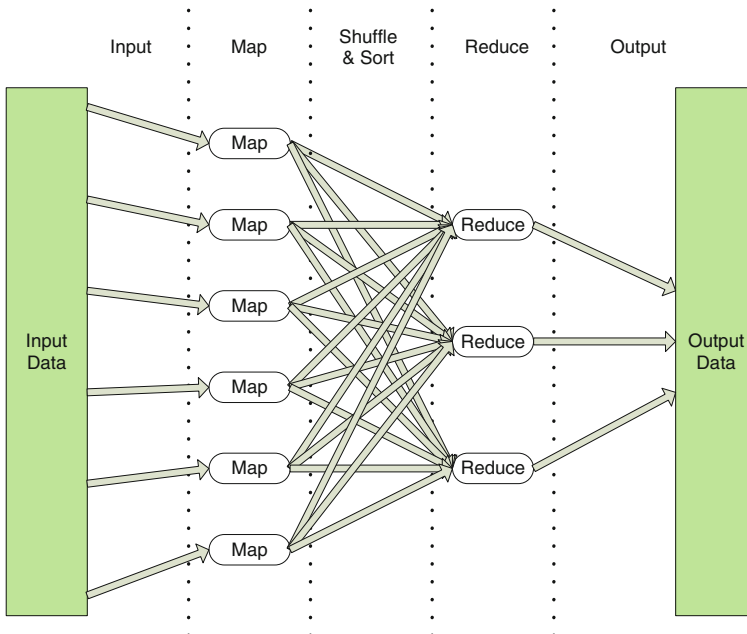 Input
Map
Shuffle
& Sort
Reduce
Output
Map
Map
Map
Map
Map
Map
Input
Data
Reduce
Reduce
Reduce
Output
Data